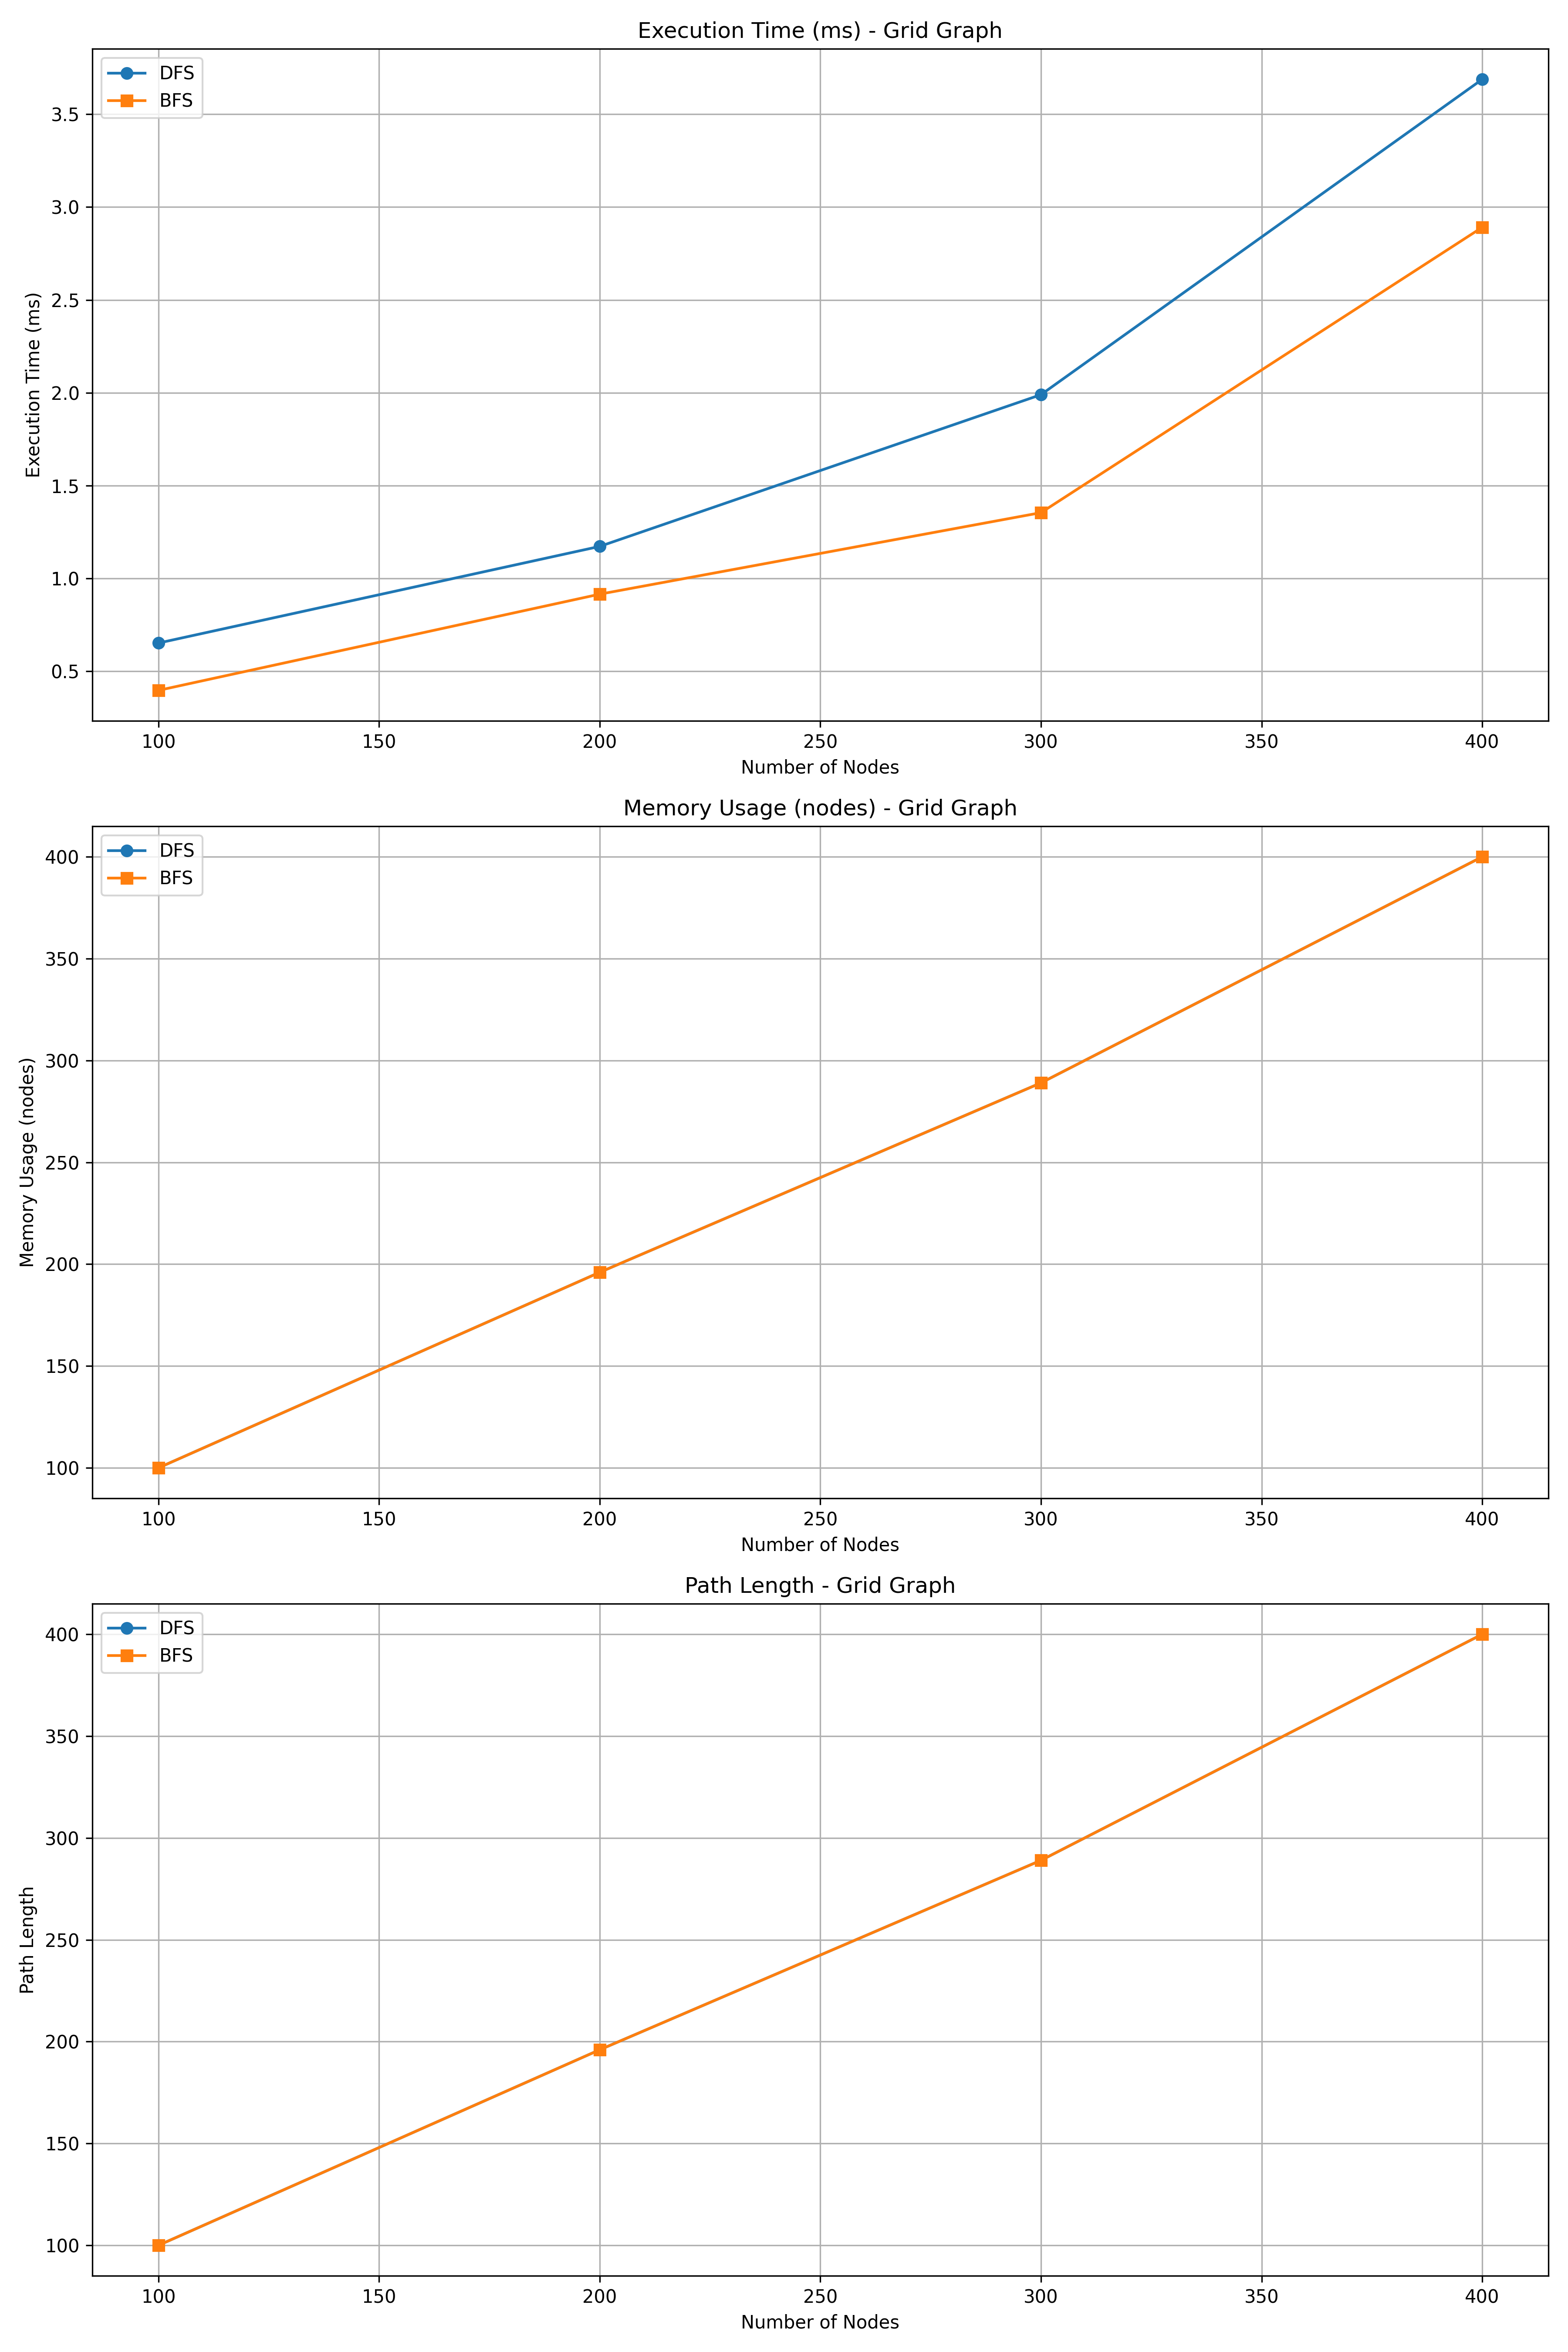 Execution Time (ms) - Grid Graph
DFS
BFS
3.5
3.0
2.5
2.0
1.5
1.0
0.5
Execution Time (ms)
100 150 200 250 300 350 400
Number of Nodes
Memory Usage (nodes) - Grid Graph
DFS
BFS
400
350
300
250
200
150
100
Memory Usage (nodes)
100 150 200 250 300 350 400
Number of Nodes
Path Length - Grid Graph
DFS
BFS
400
350
300
250
200
150
100
Path Length
100 150 200 250 300 350 400
Number of Nodes